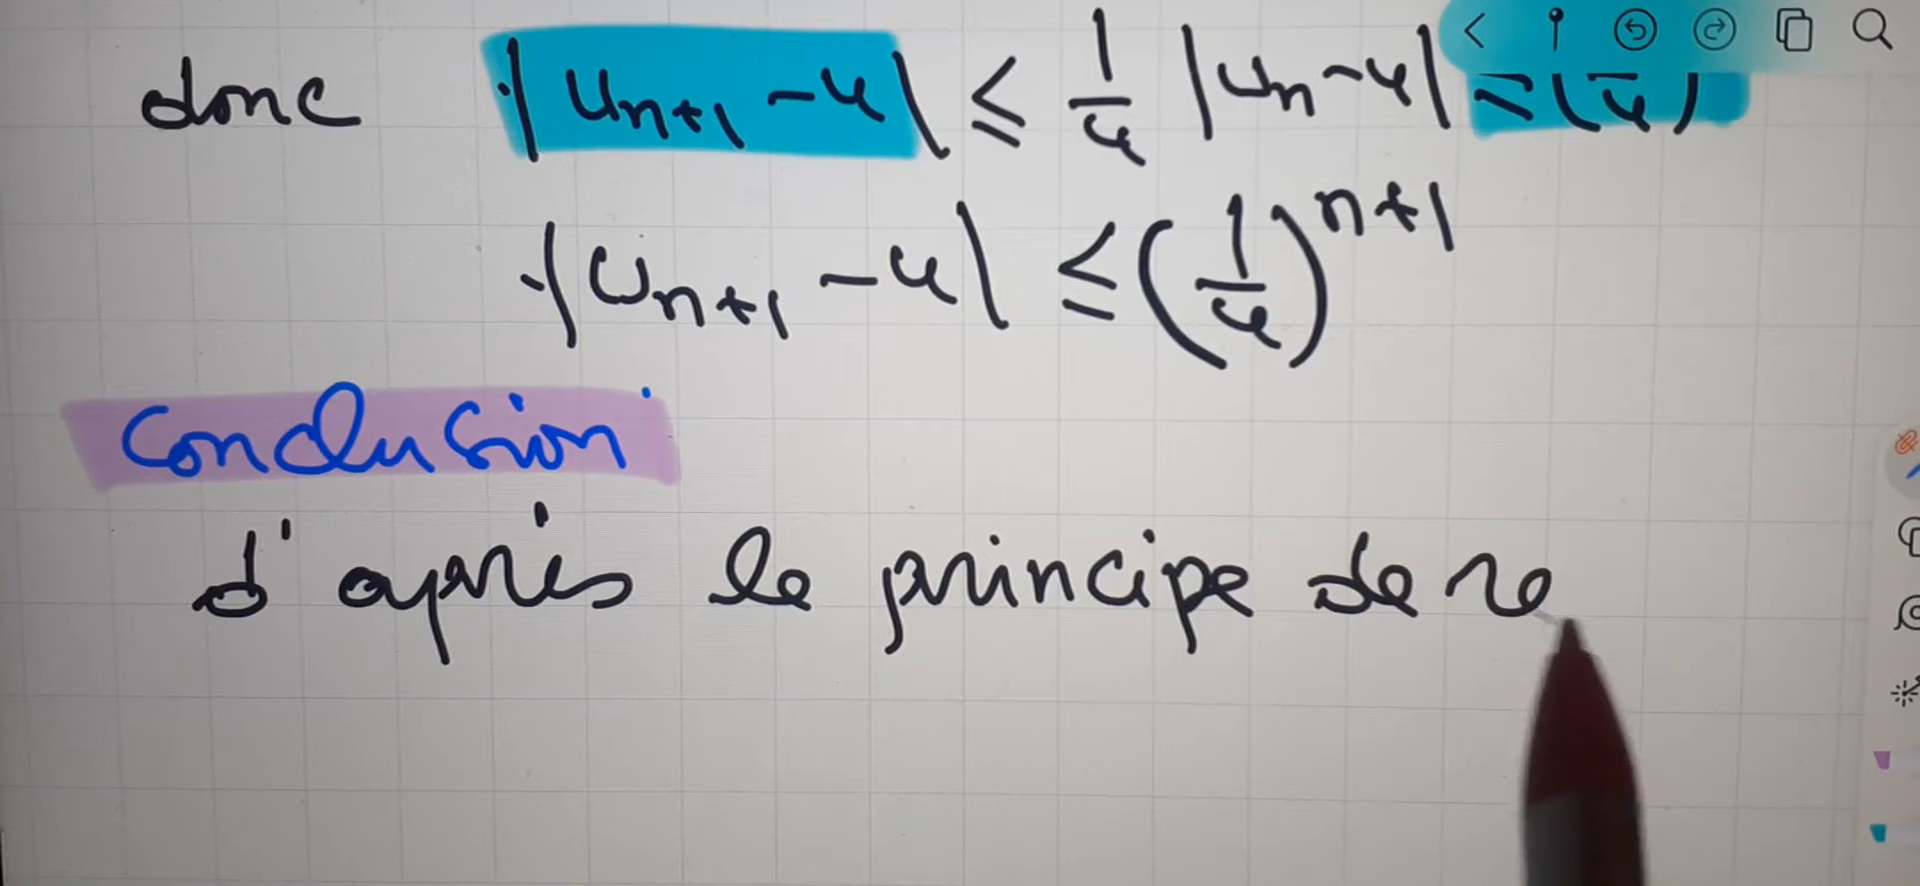 donc |Un+1 - 4| ≤ 1/4 |Un - 4| ≤ (1/4)
|Un+1 - 4| ≤ (1/4)^n+1
Conclusion
d'après le principe de re